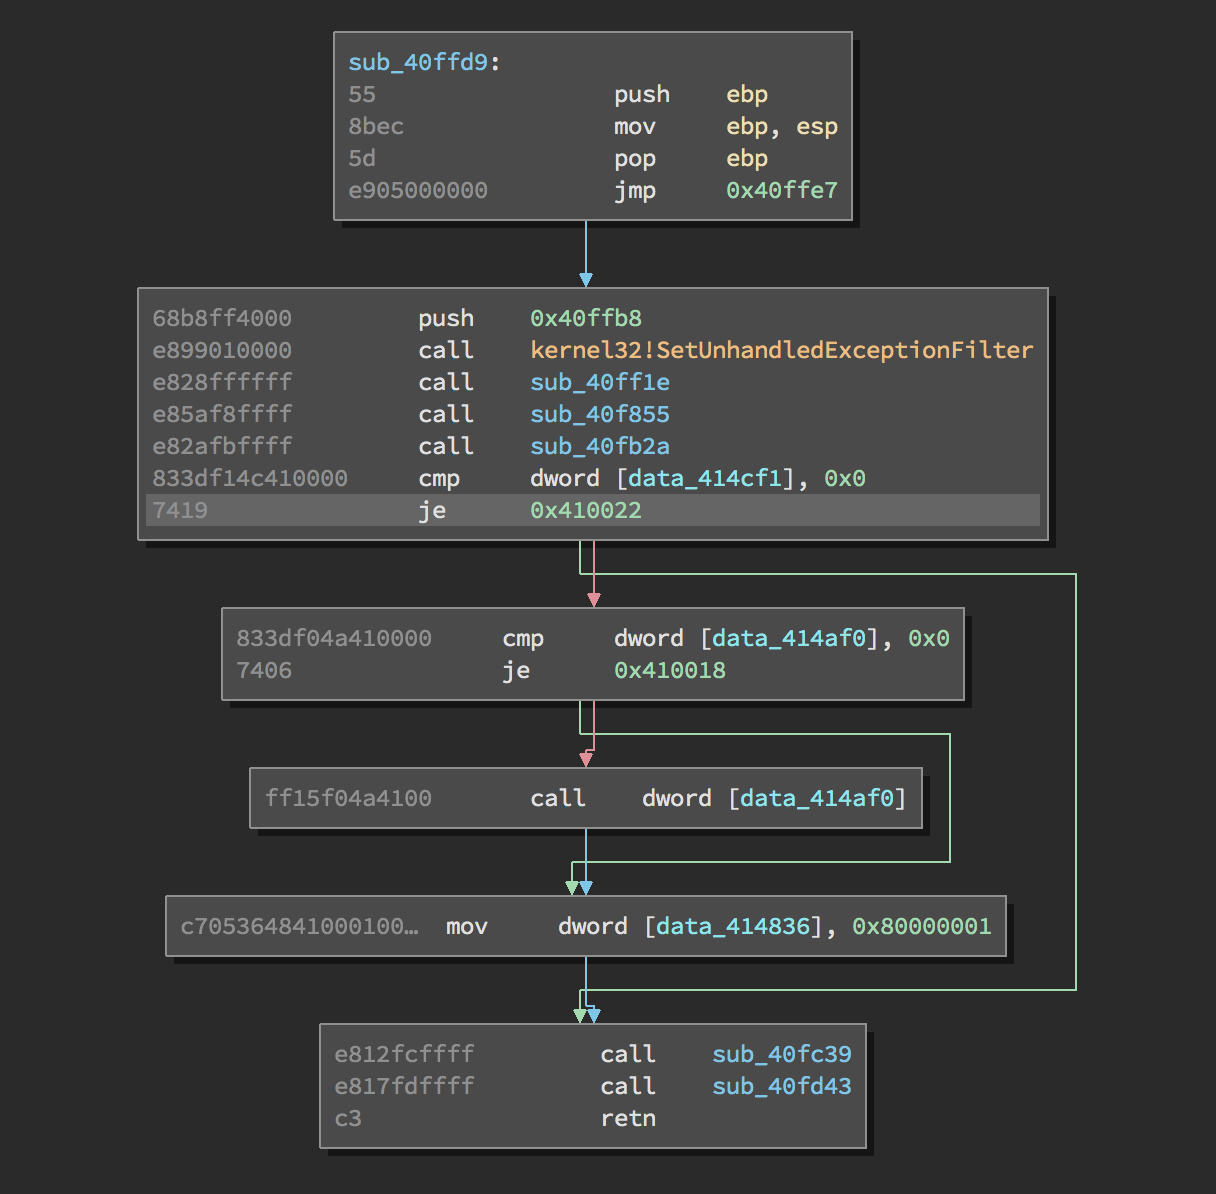 sub_40ffd9:
55 push ebp
8bec mov ebp, esp
5d pop ebp
e905000000 jmp 0x40ffe7
68b8ff4000 push 0x40ffb8
e899010000 call kernel32!SetUnhandledExceptionFilter
e828ffffff call sub_40ff1e
e85af8ffff call sub_40f855
e82afbffff call sub_40fb2a
833df14c410000 cmp dword [data_414cf1], 0x0
7419 je 0x410022
833df04a410000 cmp dword [data_414af0], 0x0
7406 je 0x410018
ff15f04a4100 call dword [data_414af0]
c705364841000100… mov dword [data_414836], 0x80000001
e812fcffff call sub_40fc39
e817fdffff call sub_40fd43
c3 retn